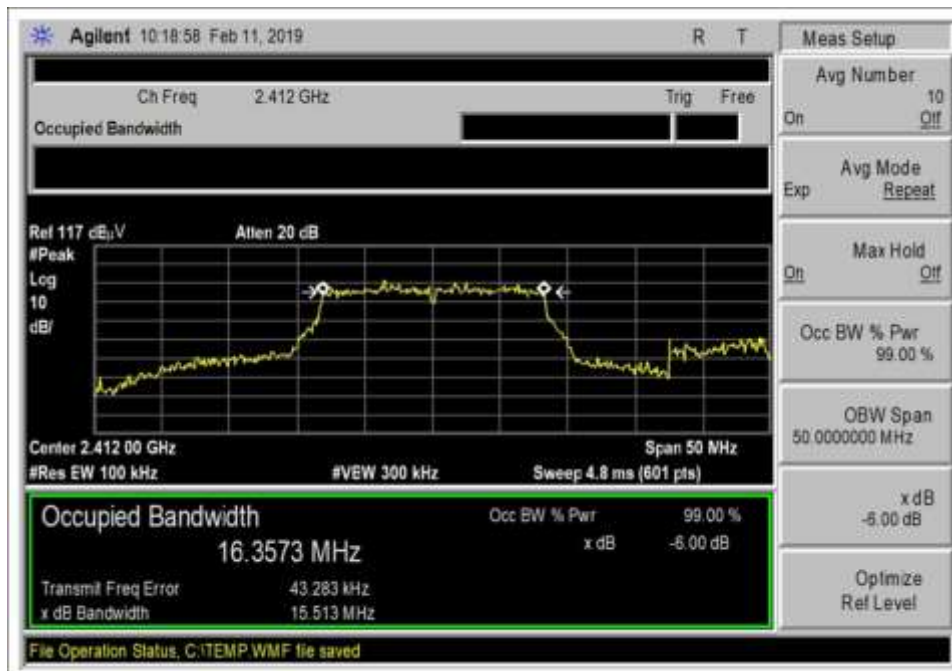 Agilent 10:18:58 Feb 11, 2019 R T
Ch Freq 2.412 GHz Trig Free
Occupied Bandwidth
Ref 117 dBµV Atten 20 dB
#Peak
Log
10
dB/
Center 2.412 00 GHz Span 50 MHz
#Res EW 100 kHz #VEW 300 kHz Sweep 4.8 ms (601 pts)
Occupied Bandwidth
16.3573 MHz
Occ BW % Pwr 99.00 %
x dB -6.00 dB
Transmit Freq Error 43.283 kHz
x dB Bandwidth 15.513 MHz
File Operation Status, C:\TEMP.WMF file saved
Meas Setup
Avg Number
10
On Off
Avg Mode
Exp Repeat
Max Hold
On Off
Occ BW % Pwr
99.00 %
OBW Span
50.0000000 MHz
x dB
-6.00 dB
Optimize
Ref Level